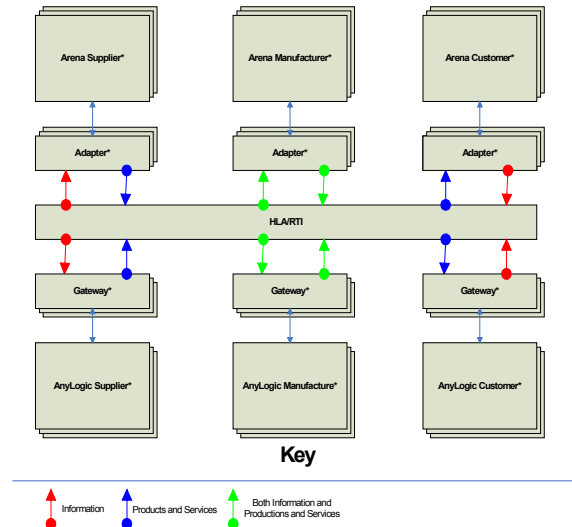 Arena Supplier*
Arena Manufacturer*
Arena Customer*
Adapter*
Adapter*
Adapter*
HLA/RTI
Gateway*
Gateway*
Gateway*
AnyLogic Supplier*
AnyLogic Manufacture*
AnyLogic Customer*
Key
Information
Products and Services
Both Information and
Productions and Services